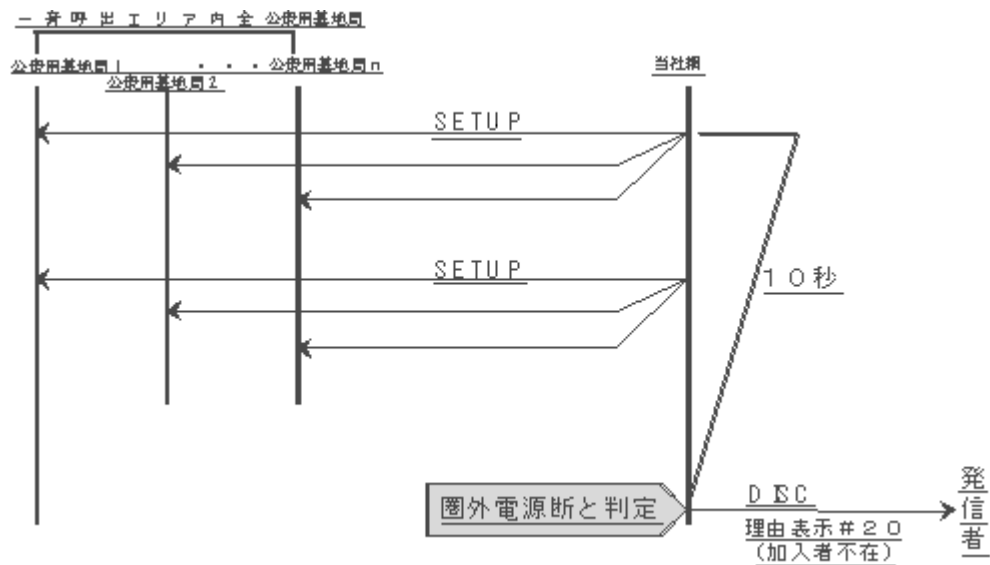 一斉呼出エリア内全公衆用基地局
公衆用基地局1 ・・・公衆用基地局n
公衆用基地局2
当社網
SETUP
SETUP
10秒
圏外電源断と判定
DISC
理由表示#20
(加入者不在)
発信者